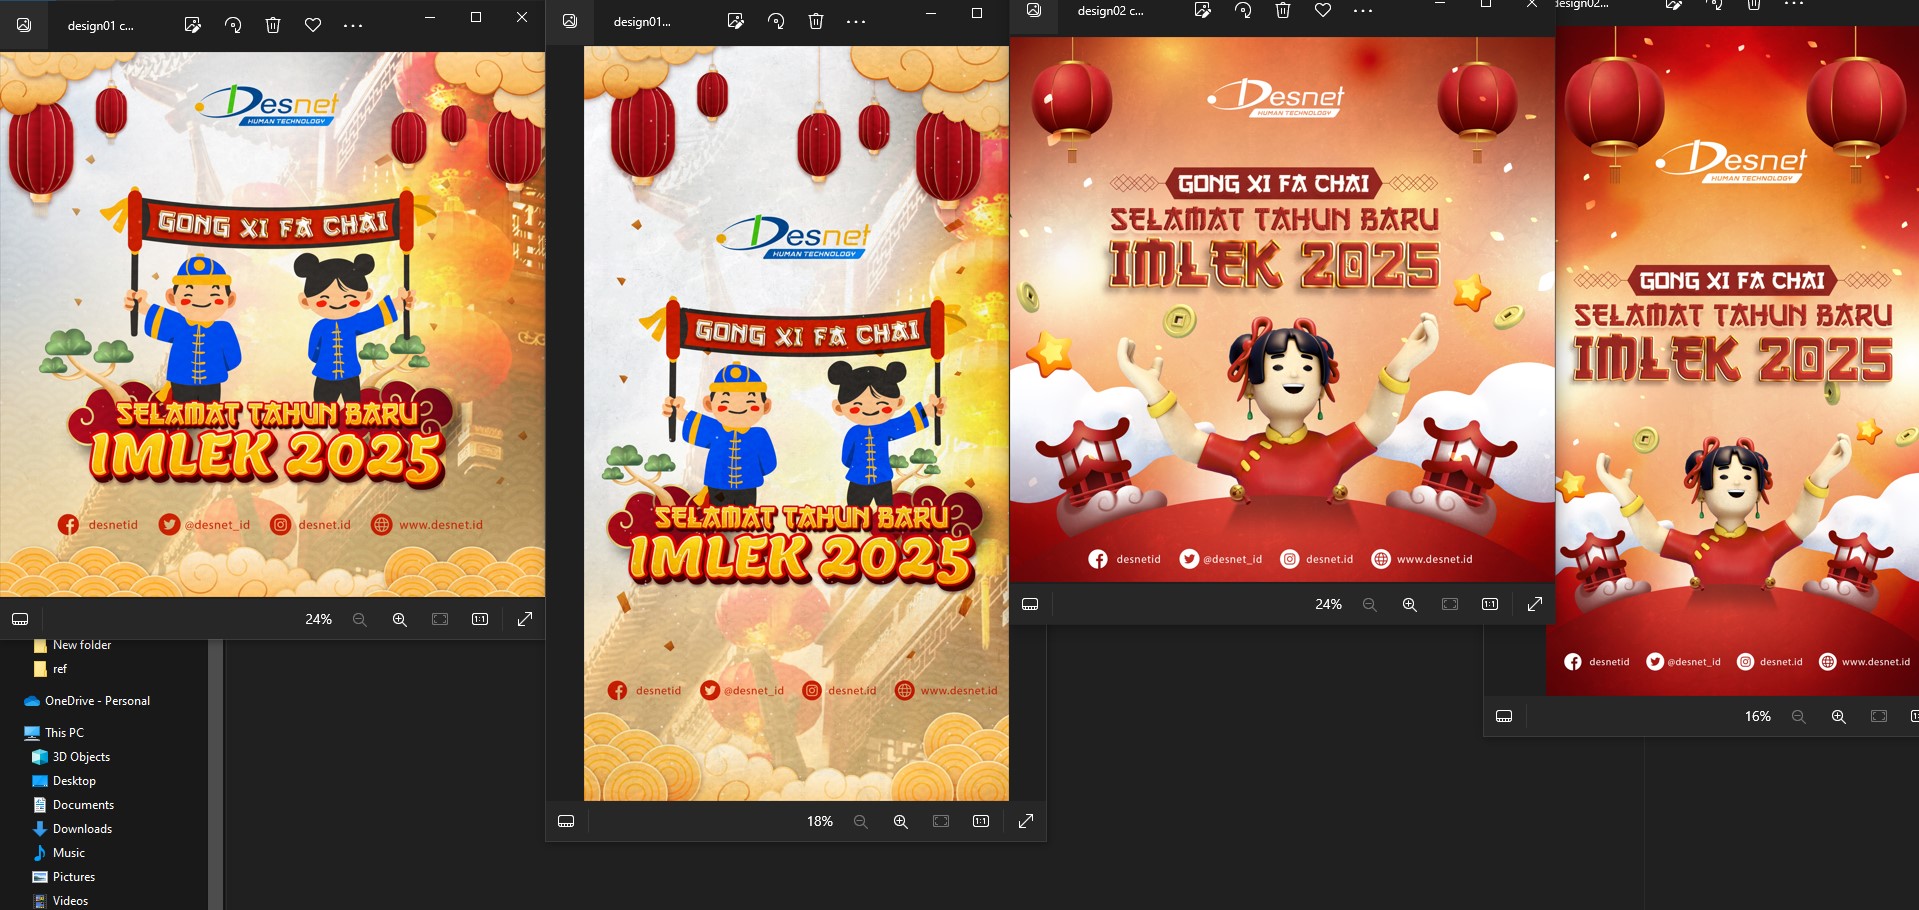 design01 c...
Desnet
HUMAN TECHNOLOGY
GONG XI FA CHAI
SELAMAT TAHUN BARU
IMLEK 2025
desnetid
@desnet_id
desnet.id
www.desnet.id
24%
New folder
ref
OneDrive - Personal
This PC
3D Objects
Desktop
Documents
Downloads
Music
Pictures
Videos
design01...
Desnet
HUMAN TECHNOLOGY
GONG XI FA CHAI
SELAMAT TAHUN BARU
IMLEK 2025
desnetid
@desnet_id
desnet.id
www.desnet.id
18%
design02 c...
Desnet
HUMAN TECHNOLOGY
GONG XI FA CHAI
SELAMAT TAHUN BARU
IMLEK 2025
desnetid
@desnet_id
desnet.id
www.desnet.id
24%
1:1
design02...
Desnet
HUMAN TECHNOLOGY
GONG XI FA CHAI
SELAMAT TAHUN BARU
IMLEK 2025
desnetid
@desnet_id
desnet.id
www.desnet.id
16%